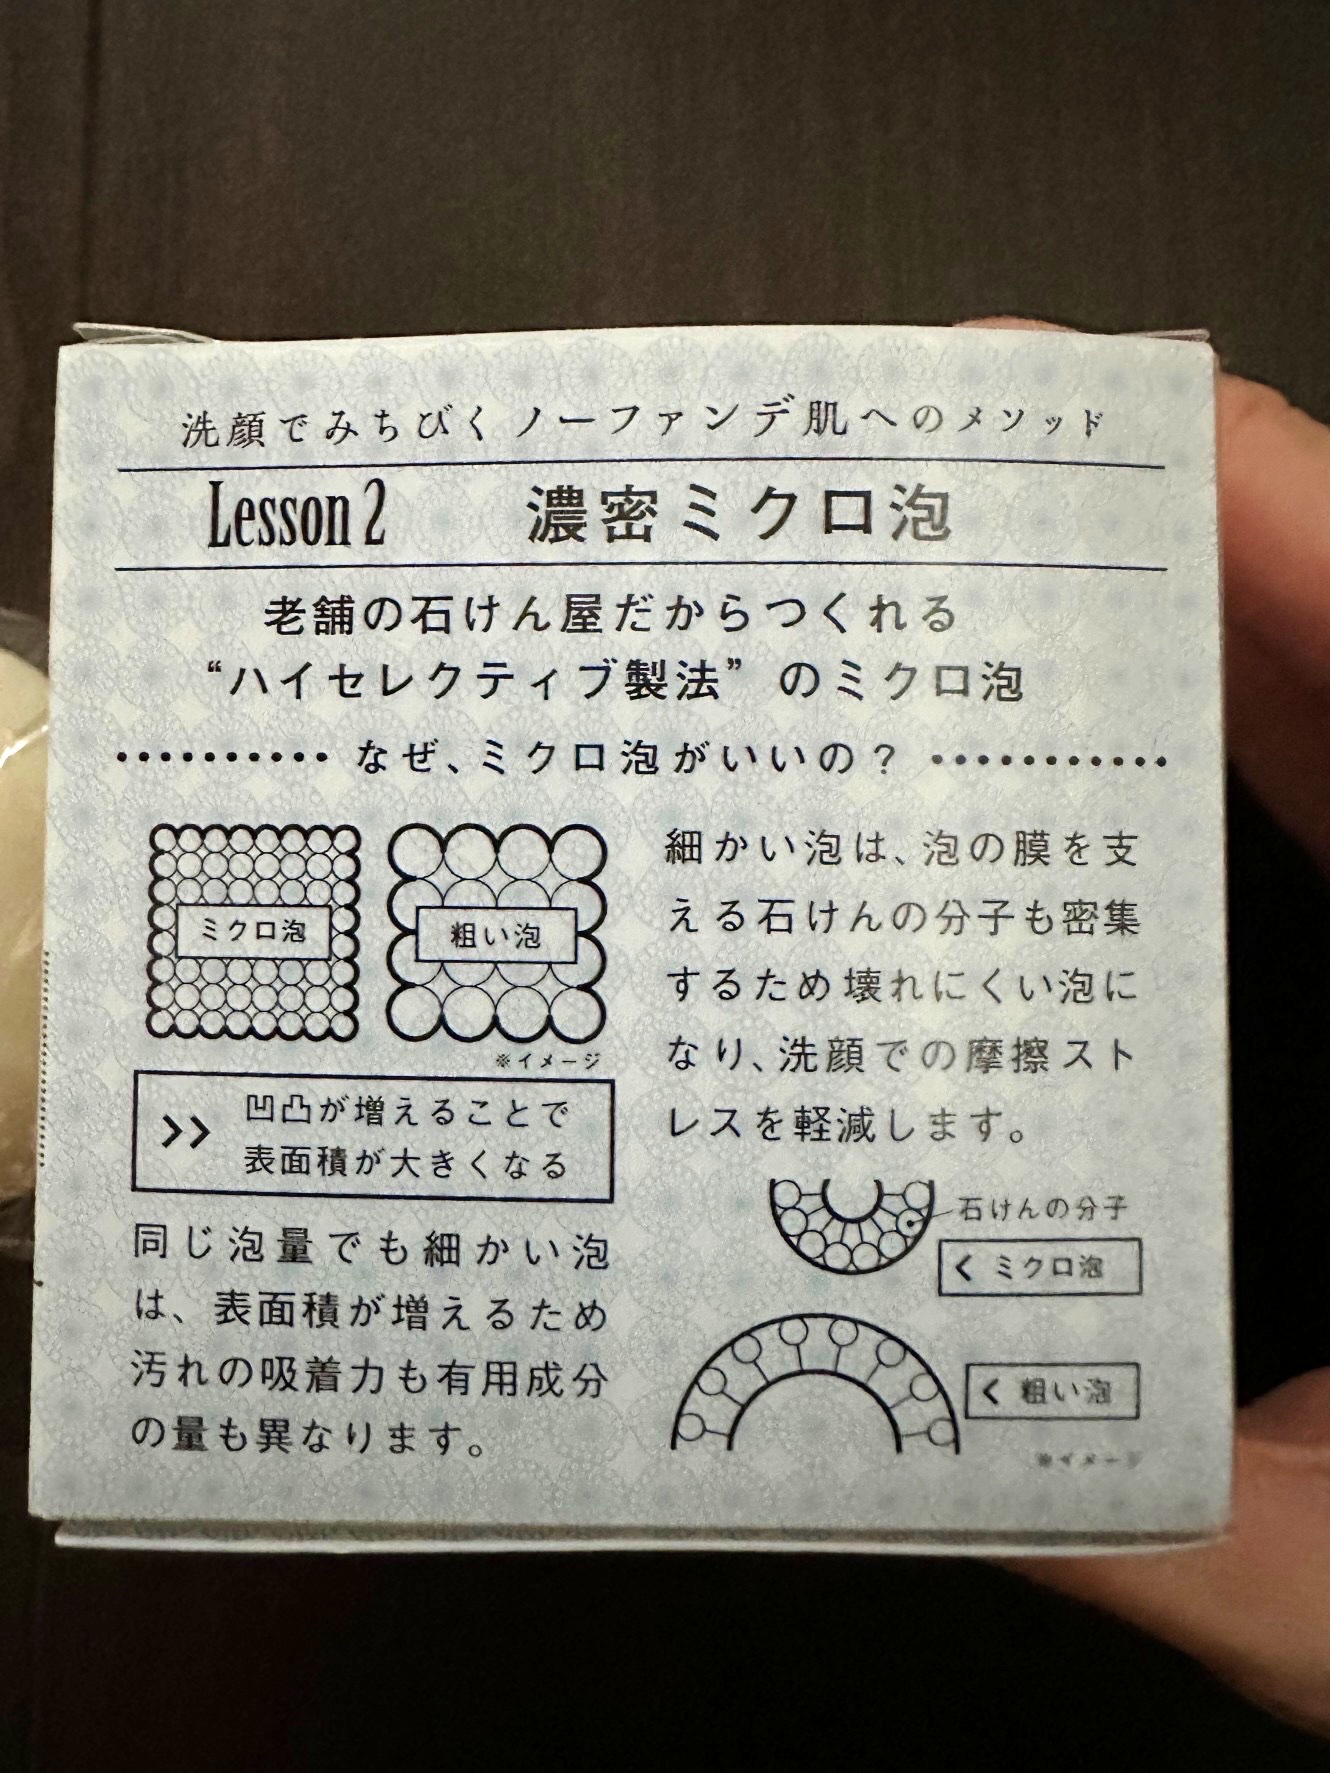 洗顔でみちびくノーファンデ肌へのメソッド
Lesson 2 濃密ミクロ泡
老舗の石けん屋だからつくれる
“ハイセレクティブ製法”のミクロ泡
なぜ、ミクロ泡がいいの？
ミクロ泡
粗い泡
※イメージ
>> 凹凸が増えることで
表面積が大きくなる
同じ泡量でも細かい泡
は、表面積が増えるため
汚れの吸着力も有用成分
の量も異なります。
細かい泡は、泡の膜を支
える石けんの分子も密集
するため壊れにくい泡に
なり、洗顔での摩擦スト
レスを軽減します。
石けんの分子
< ミクロ泡
< 粗い泡
※イメージ